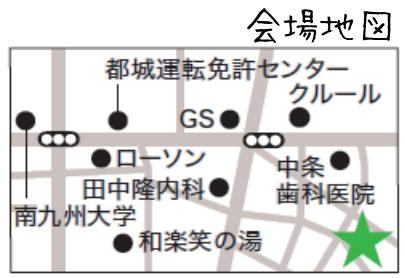 会場地図
都城運転免許センター
クルール
GS
ローソン
中条
歯科医院
田中隆内科
南九州大学
和楽笑の湯